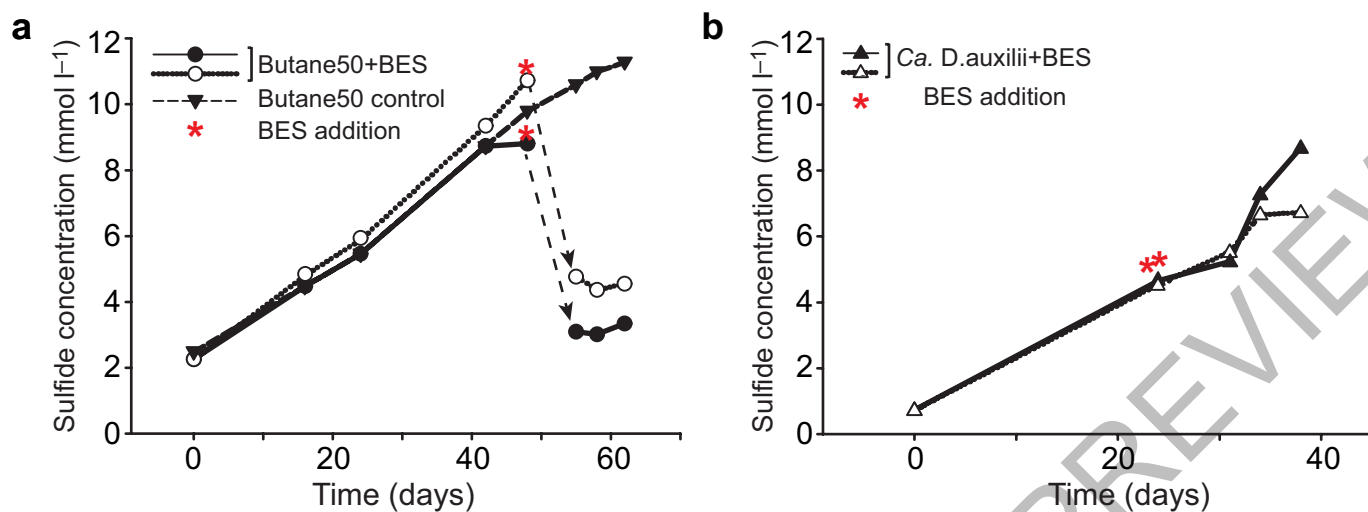 a
Sulfide concentration (mmol l⁻¹)
12
10
8
6
4
2
0
Butane50+BES
Butane50 control
* BES addition
0 20 40 60
Time (days)
b
Sulfide concentration (mmol l⁻¹)
12
10
8
6
4
2
0
Ca. D.auxilii+BES
* BES addition
0 20 40
Time (days)
PREVIEW